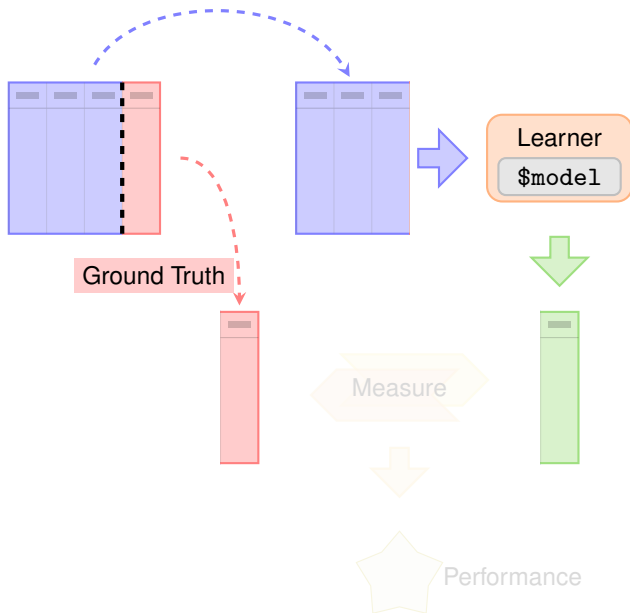 Learner
$model
Ground Truth
Measure
Performance